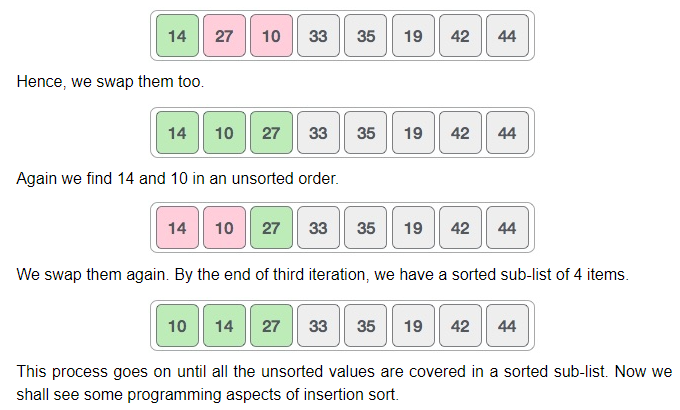 14 27 10 33 35 19 42 44
Hence, we swap them too.
14 10 27 33 35 19 42 44
Again we find 14 and 10 in an unsorted order.
14 10 27 33 35 19 42 44
We swap them again. By the end of third iteration, we have a sorted sub-list of 4 items.
10 14 27 33 35 19 42 44
This process goes on until all the unsorted values are covered in a sorted sub-list. Now we
shall see some programming aspects of insertion sort.